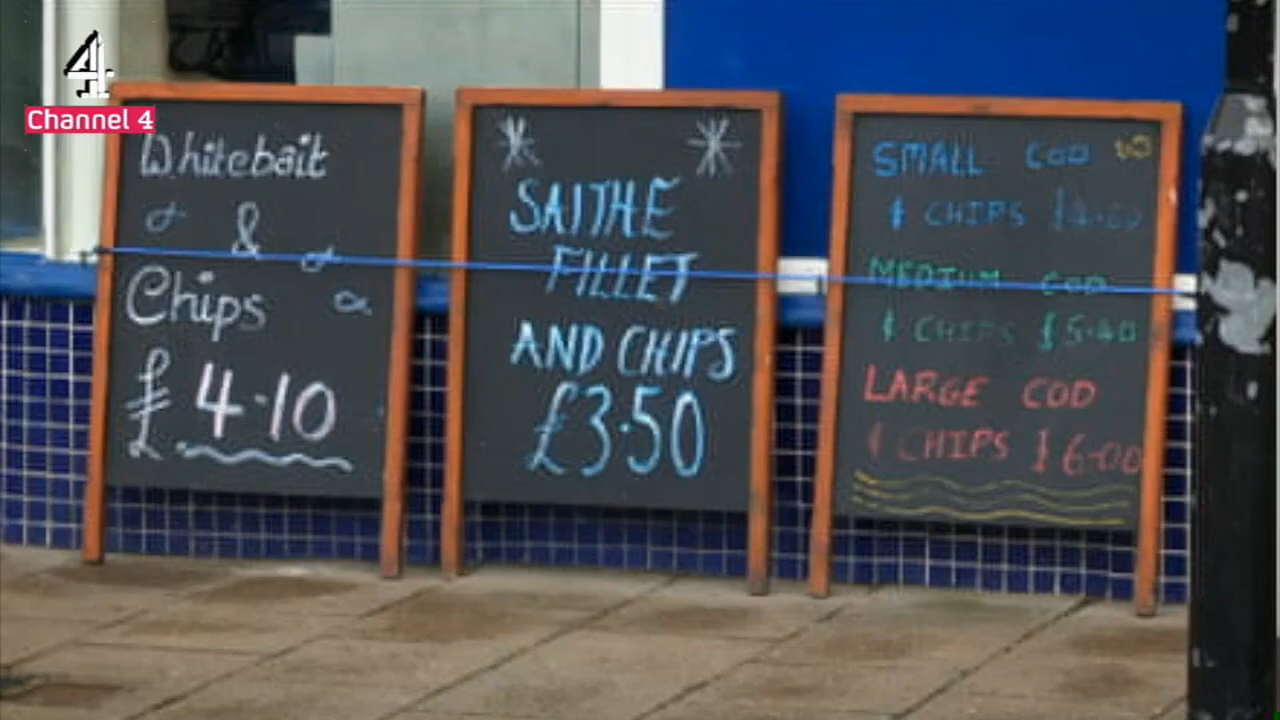 4
Channel 4
Whitebait
&
Chips
£ 4.10
SAITHE
FILLET
AND CHIPS
£3.50
SMALL COD
& CHIPS
MEDIUM COD
& CHIPS £5.40
LARGE COD
& CHIPS £6.00